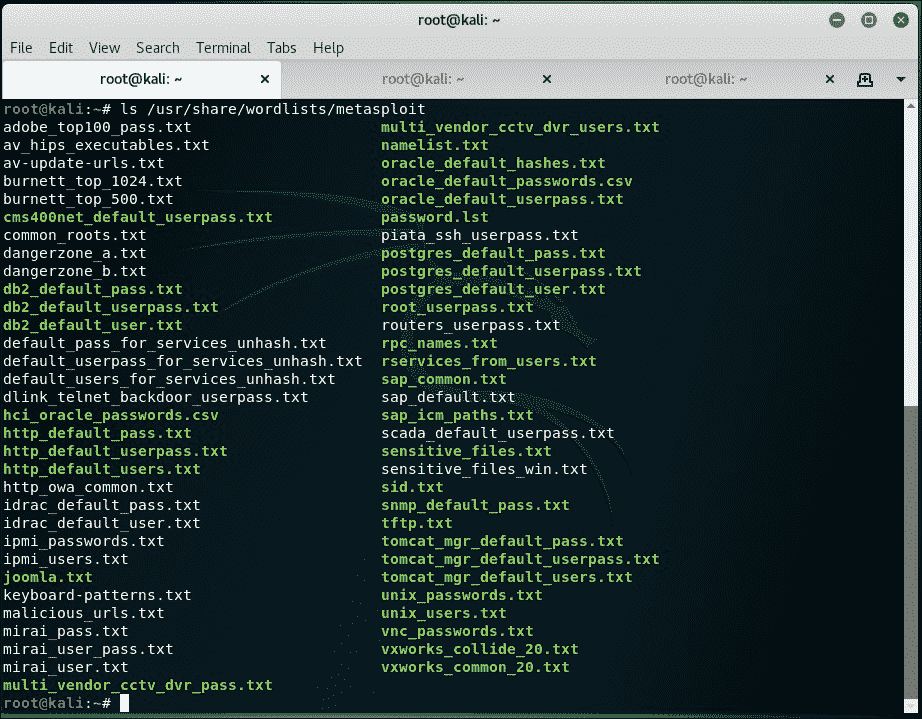 root@kali: ~
File Edit View Search Terminal Tabs Help
root@kali: ~ × root@kali: ~ × root@kali: ~ ×
root@kali:~# ls /usr/share/wordlists/metasploit
adobe_top100_pass.txt multi_vendor_cctv_dvr_users.txt
av_hips_executables.txt namelist.txt
av-update-urls.txt oracle_default_hashes.txt
burnett_top_1024.txt oracle_default_passwords.csv
burnett_top_500.txt oracle_default_userpass.txt
cms400net_default_userpass.txt password.lst
common_roots.txt piata_ssh_userpass.txt
dangerzone_a.txt postgres_default_pass.txt
dangerzone_b.txt postgres_default_userpass.txt
db2_default_pass.txt postgres_default_user.txt
db2_default_userpass.txt root_userpass.txt
db2_default_user.txt routers_userpass.txt
default_pass_for_services_unhash.txt rpc_names.txt
default_userpass_for_services_unhash.txt rservices_from_users.txt
default_users_for_services_unhash.txt sap_common.txt
dlink_telnet_backdoor_userpass.txt sap_default.txt
hci_oracle_passwords.csv sap_icm_paths.txt
http_default_pass.txt scada_default_userpass.txt
http_default_userpass.txt sensitive_files.txt
http_default_users.txt sensitive_files_win.txt
http_owa_common.txt sid.txt
idrac_default_pass.txt snmp_default_pass.txt
idrac_default_user.txt tftp.txt
ipmi_passwords.txt tomcat_mgr_default_pass.txt
ipmi_users.txt tomcat_mgr_default_userpass.txt
joomla.txt tomcat_mgr_default_users.txt
keyboard-patterns.txt unix_passwords.txt
malicious_urls.txt unix_users.txt
mirai_pass.txt vnc_passwords.txt
mirai_user_pass.txt vxworks_collide_20.txt
mirai_user.txt vxworks_common_20.txt
multi_vendor_cctv_dvr_pass.txt
root@kali:~#